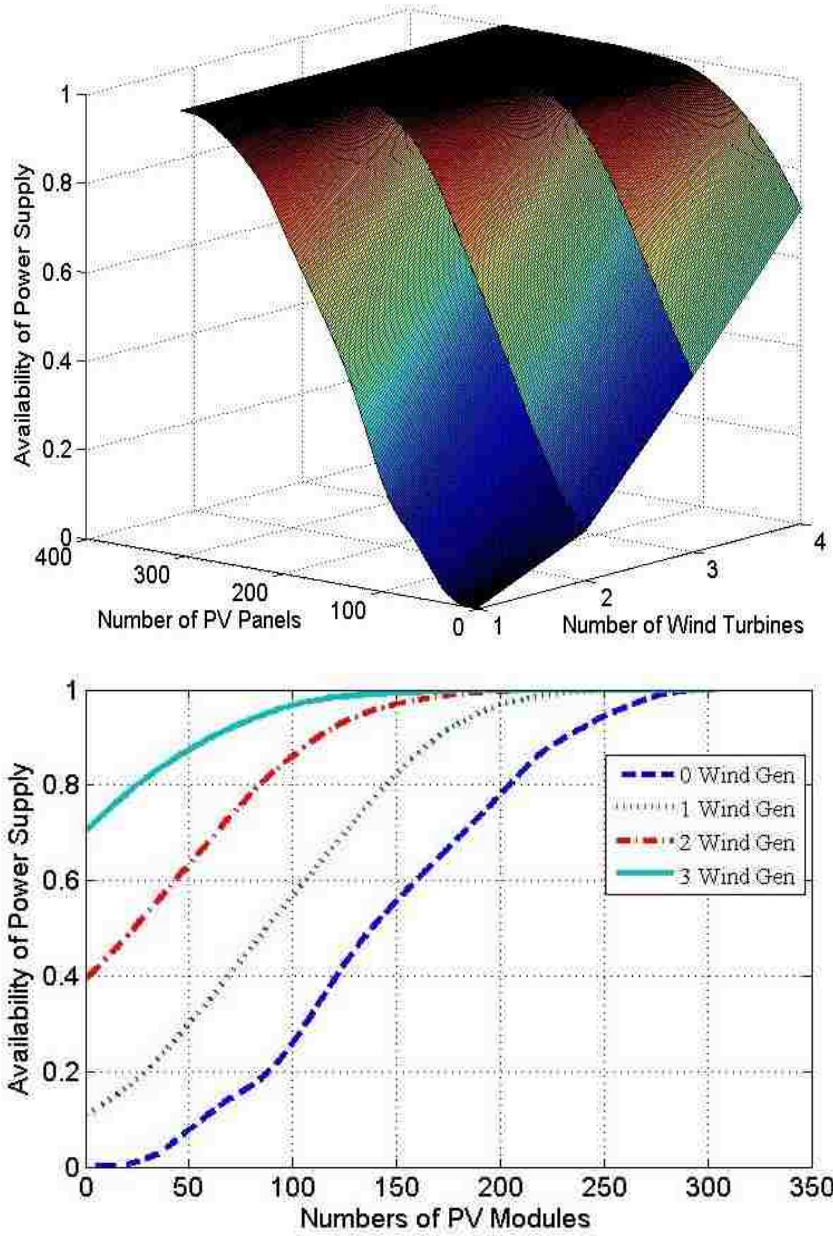 Availability of Power Supply
1
0.8
0.6
0.4
0.2
0
400
300
200
100
0
Number of PV Panels
1
2
3
4
Number of Wind Turbines
Availability of Power Supply
1
0.8
0.6
0.4
0.2
0
0 Wind Gen
1 Wind Gen
2 Wind Gen
3 Wind Gen
0 50 100 150 200 250 300 350
Numbers of PV Modules